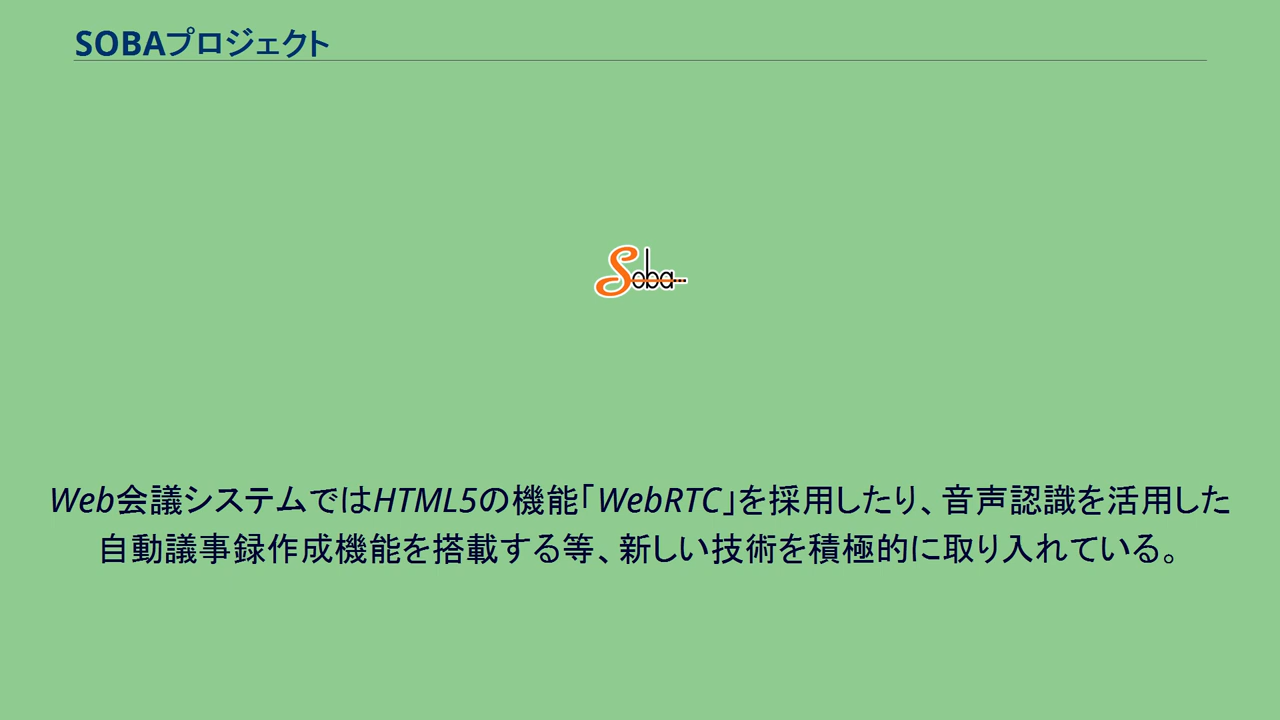 SOBAプロジェクト
Soba
Web会議システムではHTML5の機能「WebRTC」を採用したり、音声認識を活用した
自動議事録作成機能を搭載する等、新しい技術を積極的に取り入れている。